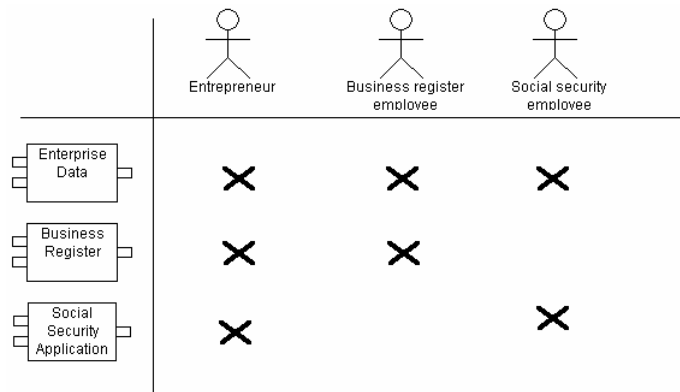 Entrepreneur
Business register
employee
Social security
employee
Enterprise
Data
Business
Register
Social
Security
Application